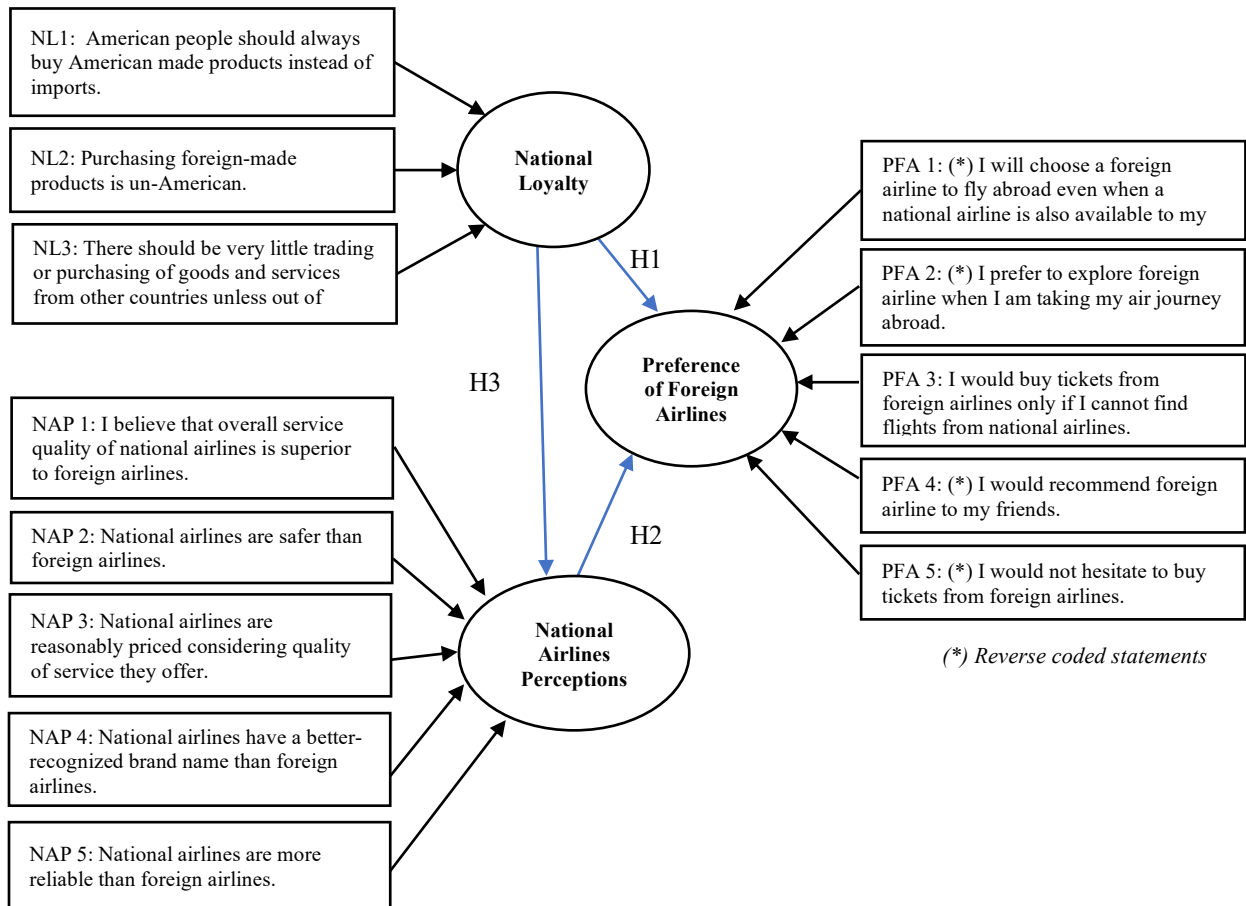 NL1: American people should always
buy American made products instead of
imports.
NL2: Purchasing foreign-made
products is un-American.
NL3: There should be very little trading
or purchasing of goods and services
from other countries unless out of
National
Loyalty
H1
H3
PFA 1: (*) I will choose a foreign
airline to fly abroad even when a
national airline is also available to my
PFA 2: (*) I prefer to explore foreign
airline when I am taking my air journey
abroad.
Preference
of Foreign
Airlines
PFA 3: I would buy tickets from
foreign airlines only if I cannot find
flights from national airlines.
PFA 4: (*) I would recommend foreign
airline to my friends.
PFA 5: (*) I would not hesitate to buy
tickets from foreign airlines.
(*) Reverse coded statements
NAP 1: I believe that overall service
quality of national airlines is superior
to foreign airlines.
NAP 2: National airlines are safer than
foreign airlines.
H2
NAP 3: National airlines are
reasonably priced considering quality
of service they offer.
National
Airlines
Perceptions
NAP 4: National airlines have a better-
recognized brand name than foreign
airlines.
NAP 5: National airlines are more
reliable than foreign airlines.